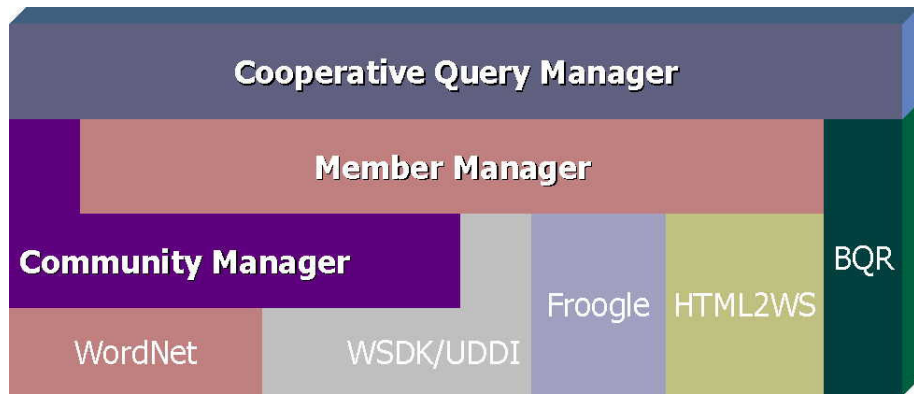 Cooperative Query Manager
Member Manager
Community Manager
BQR
Froogle
HTML2WS
WordNet
WSDK/UDDI